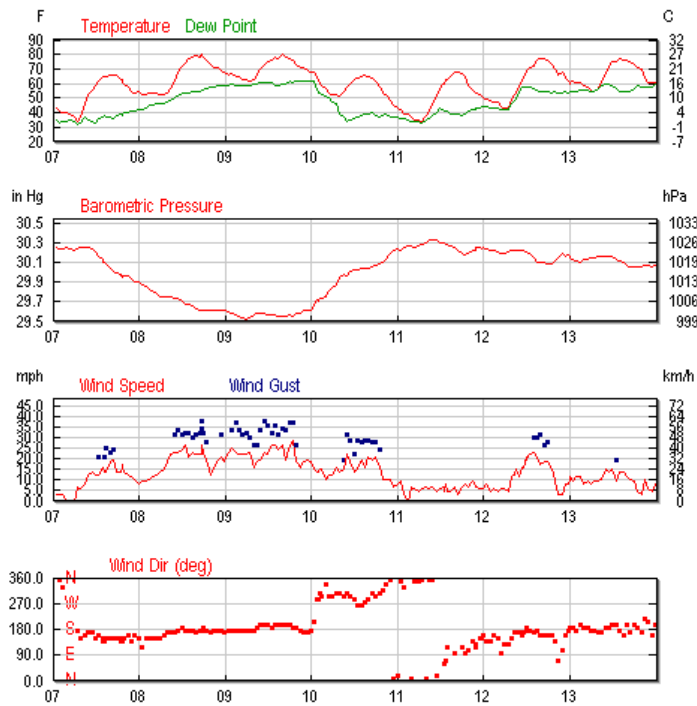 F Temperature Dew Point C
90 32
80 27
70 21
60 16
50 10
40 4
30 -1
20 -7
07 08 09 10 11 12 13
in Hg Barometric Pressure hPa
30.5 1033
30.3 1026
30.1 1019
29.9 1013
29.7 1006
29.5 999
07 08 09 10 11 12 13
mph Wind Speed Wind Gust km/h
45.0 72
40.0 64
35.0 56
30.0 48
25.0 40
20.0 32
15.0 24
10.0 16
5.0 8
0.0 0
07 08 09 10 11 12 13
Wind Dir (deg)
360.0 N
270.0 W
180.0 S
90.0 E
0.0 N
07 08 09 10 11 12 13